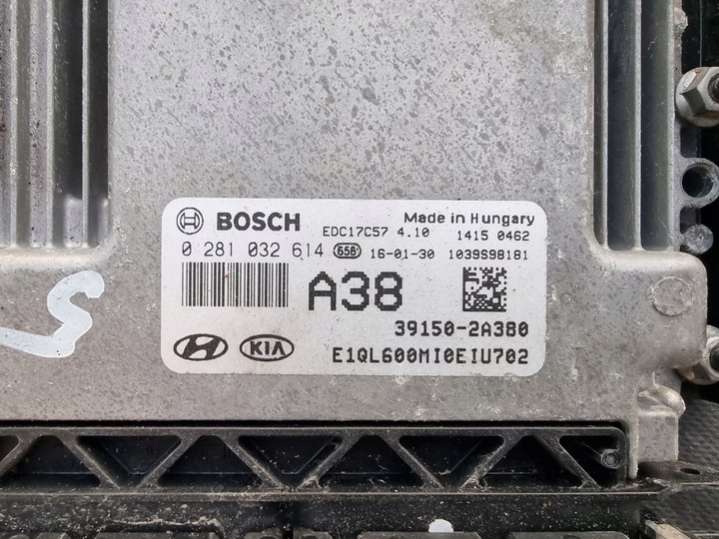 BOSCH Made in Hungary
EDC17C57 4.10 1415 0462
0 281 032 614 656 16-01-30 1039S98181
A38
39150-2A380
KIA E1QL600MI0EIU702